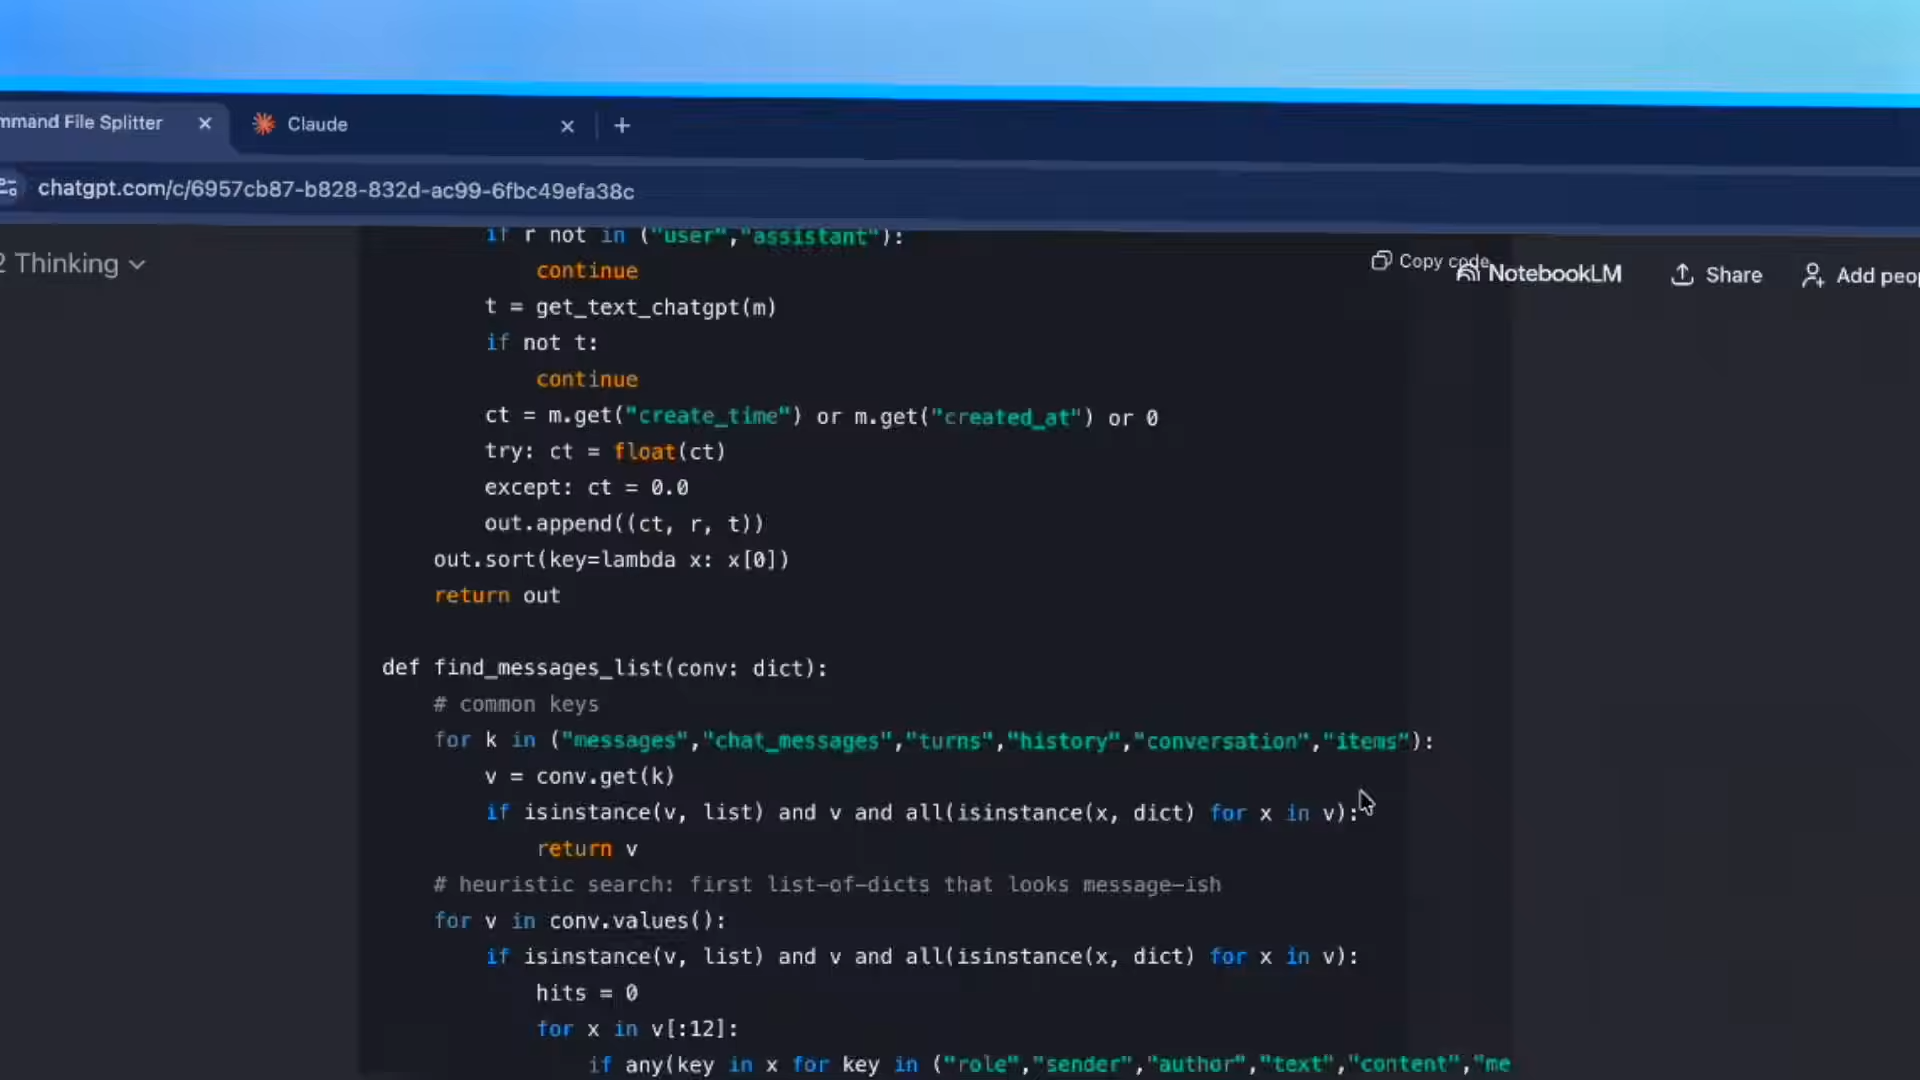 mmand File Splitter
Claude
chatgpt.com/c/6957cb87-b828-832d-ac99-6fbc49efa38c
2 Thinking
Copy code
NotebookLM
Share
Add peop
if r not in ("user","assistant"):
continue
t = get_text_chatgpt(m)
if not t:
continue
ct = m.get("create_time") or m.get("created_at") or 0
try: ct = float(ct)
except: ct = 0.0
out.append((ct, r, t))
out.sort(key=lambda x: x[0])
return out
def find_messages_list(conv: dict):
# common keys
for k in ("messages","chat_messages","turns","history","conversation","items"):
v = conv.get(k)
if isinstance(v, list) and v and all(isinstance(x, dict) for x in v):
return v
# heuristic search: first list-of-dicts that looks message-ish
for v in conv.values():
if isinstance(v, list) and v and all(isinstance(x, dict) for x in v):
hits = 0
for x in v[:12]:
if any(key in x for key in ("role","sender","author","text","content","me